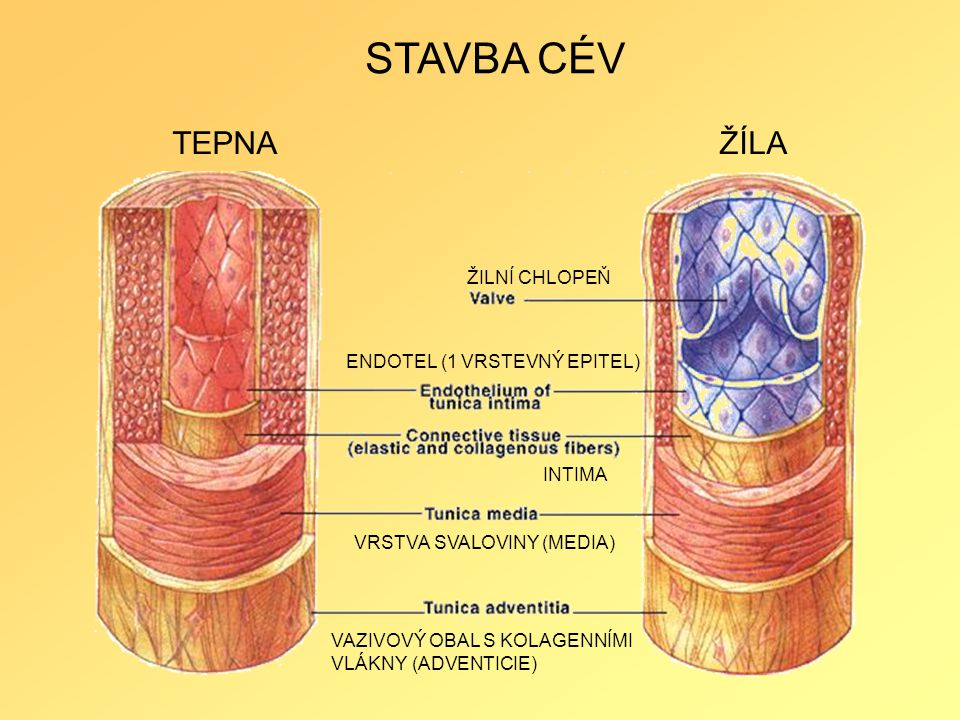 STAVBA CÉV
TEPNA
ŽÍLA
ŽILNÍ CHLOPEŇ
Valve
ENDOTEL (1 VRSTEVNÝ EPITEL)
Endothelium of
tunica intima
Connective tissue
(elastic and collagenous fibers)
INTIMA
Tunica media
VRSTVA SVALOVINY (MEDIA)
Tunica adventitia
VAZIVOVÝ OBAL S KOLAGENNÍMI
VLÁKNY (ADVENTICIE)